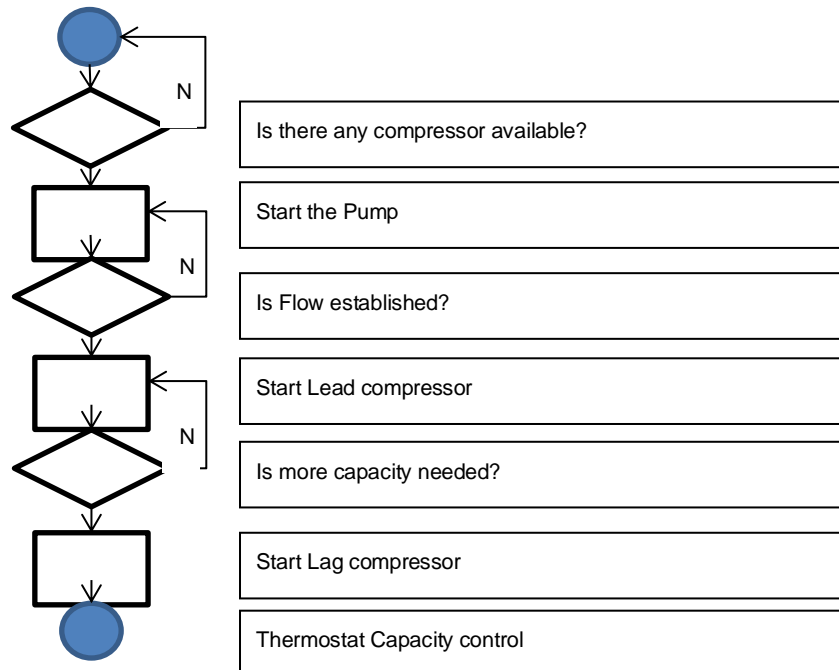 N
Is there any compressor available?
Start the Pump
N
Is Flow established?
Start Lead compressor
N
Is more capacity needed?
Start Lag compressor
Thermostat Capacity control